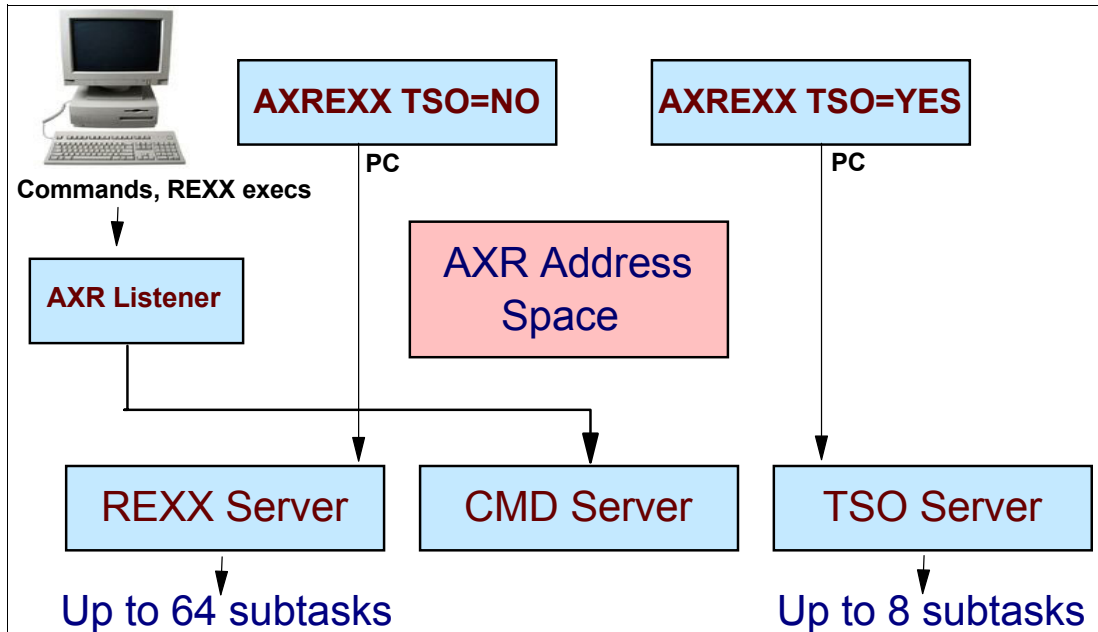 AXREXX TSO=NO
AXREXX TSO=YES
PC
PC
Commands, REXX execs
AXR Listener
AXR Address
Space
REXX Server
CMD Server
TSO Server
Up to 64 subtasks
Up to 8 subtasks